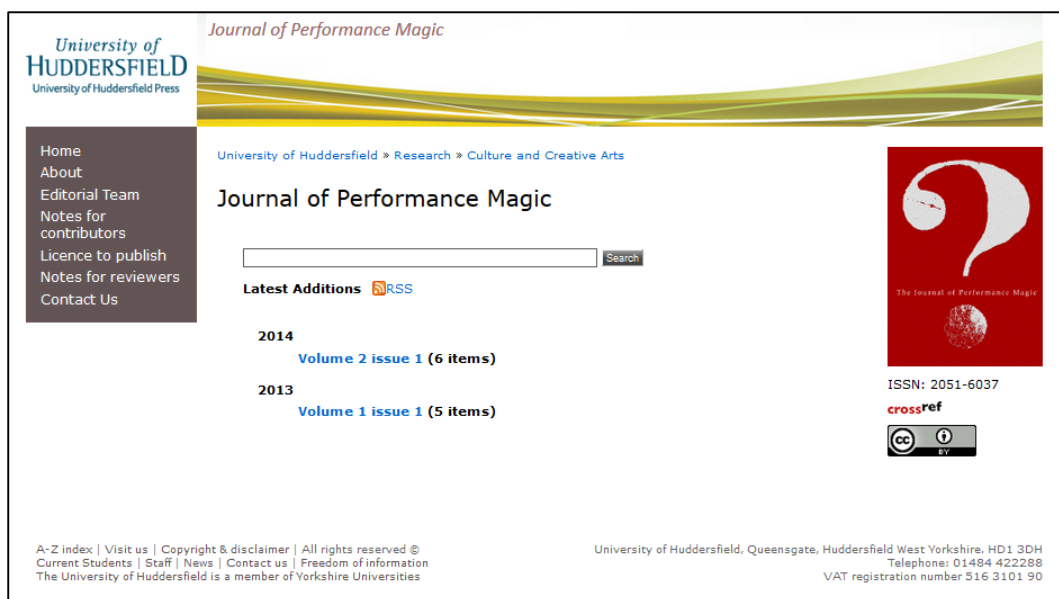 University of
HUDDERSFIELD
University of Huddersfield Press
Journal of Performance Magic
Home
About
Editorial Team
Notes for
contributors
Licence to publish
Notes for reviewers
Contact Us
University of Huddersfield » Research » Culture and Creative Arts
Journal of Performance Magic
Search
Latest Additions RSS
2014
Volume 2 issue 1 (6 items)
2013
Volume 1 issue 1 (5 items)
The Journal of Performance Magic
ISSN: 2051-6037
crossref
cc
BY
A-Z index | Visit us | Copyright & disclaimer | All rights reserved ©
Current Students | Staff | News | Contact us | Freedom of information
The University of Huddersfield is a member of Yorkshire Universities
University of Huddersfield, Queensgate, Huddersfield West Yorkshire. HD1 3DH
Telephone: 01484 422288
VAT registration number 516 3101 90